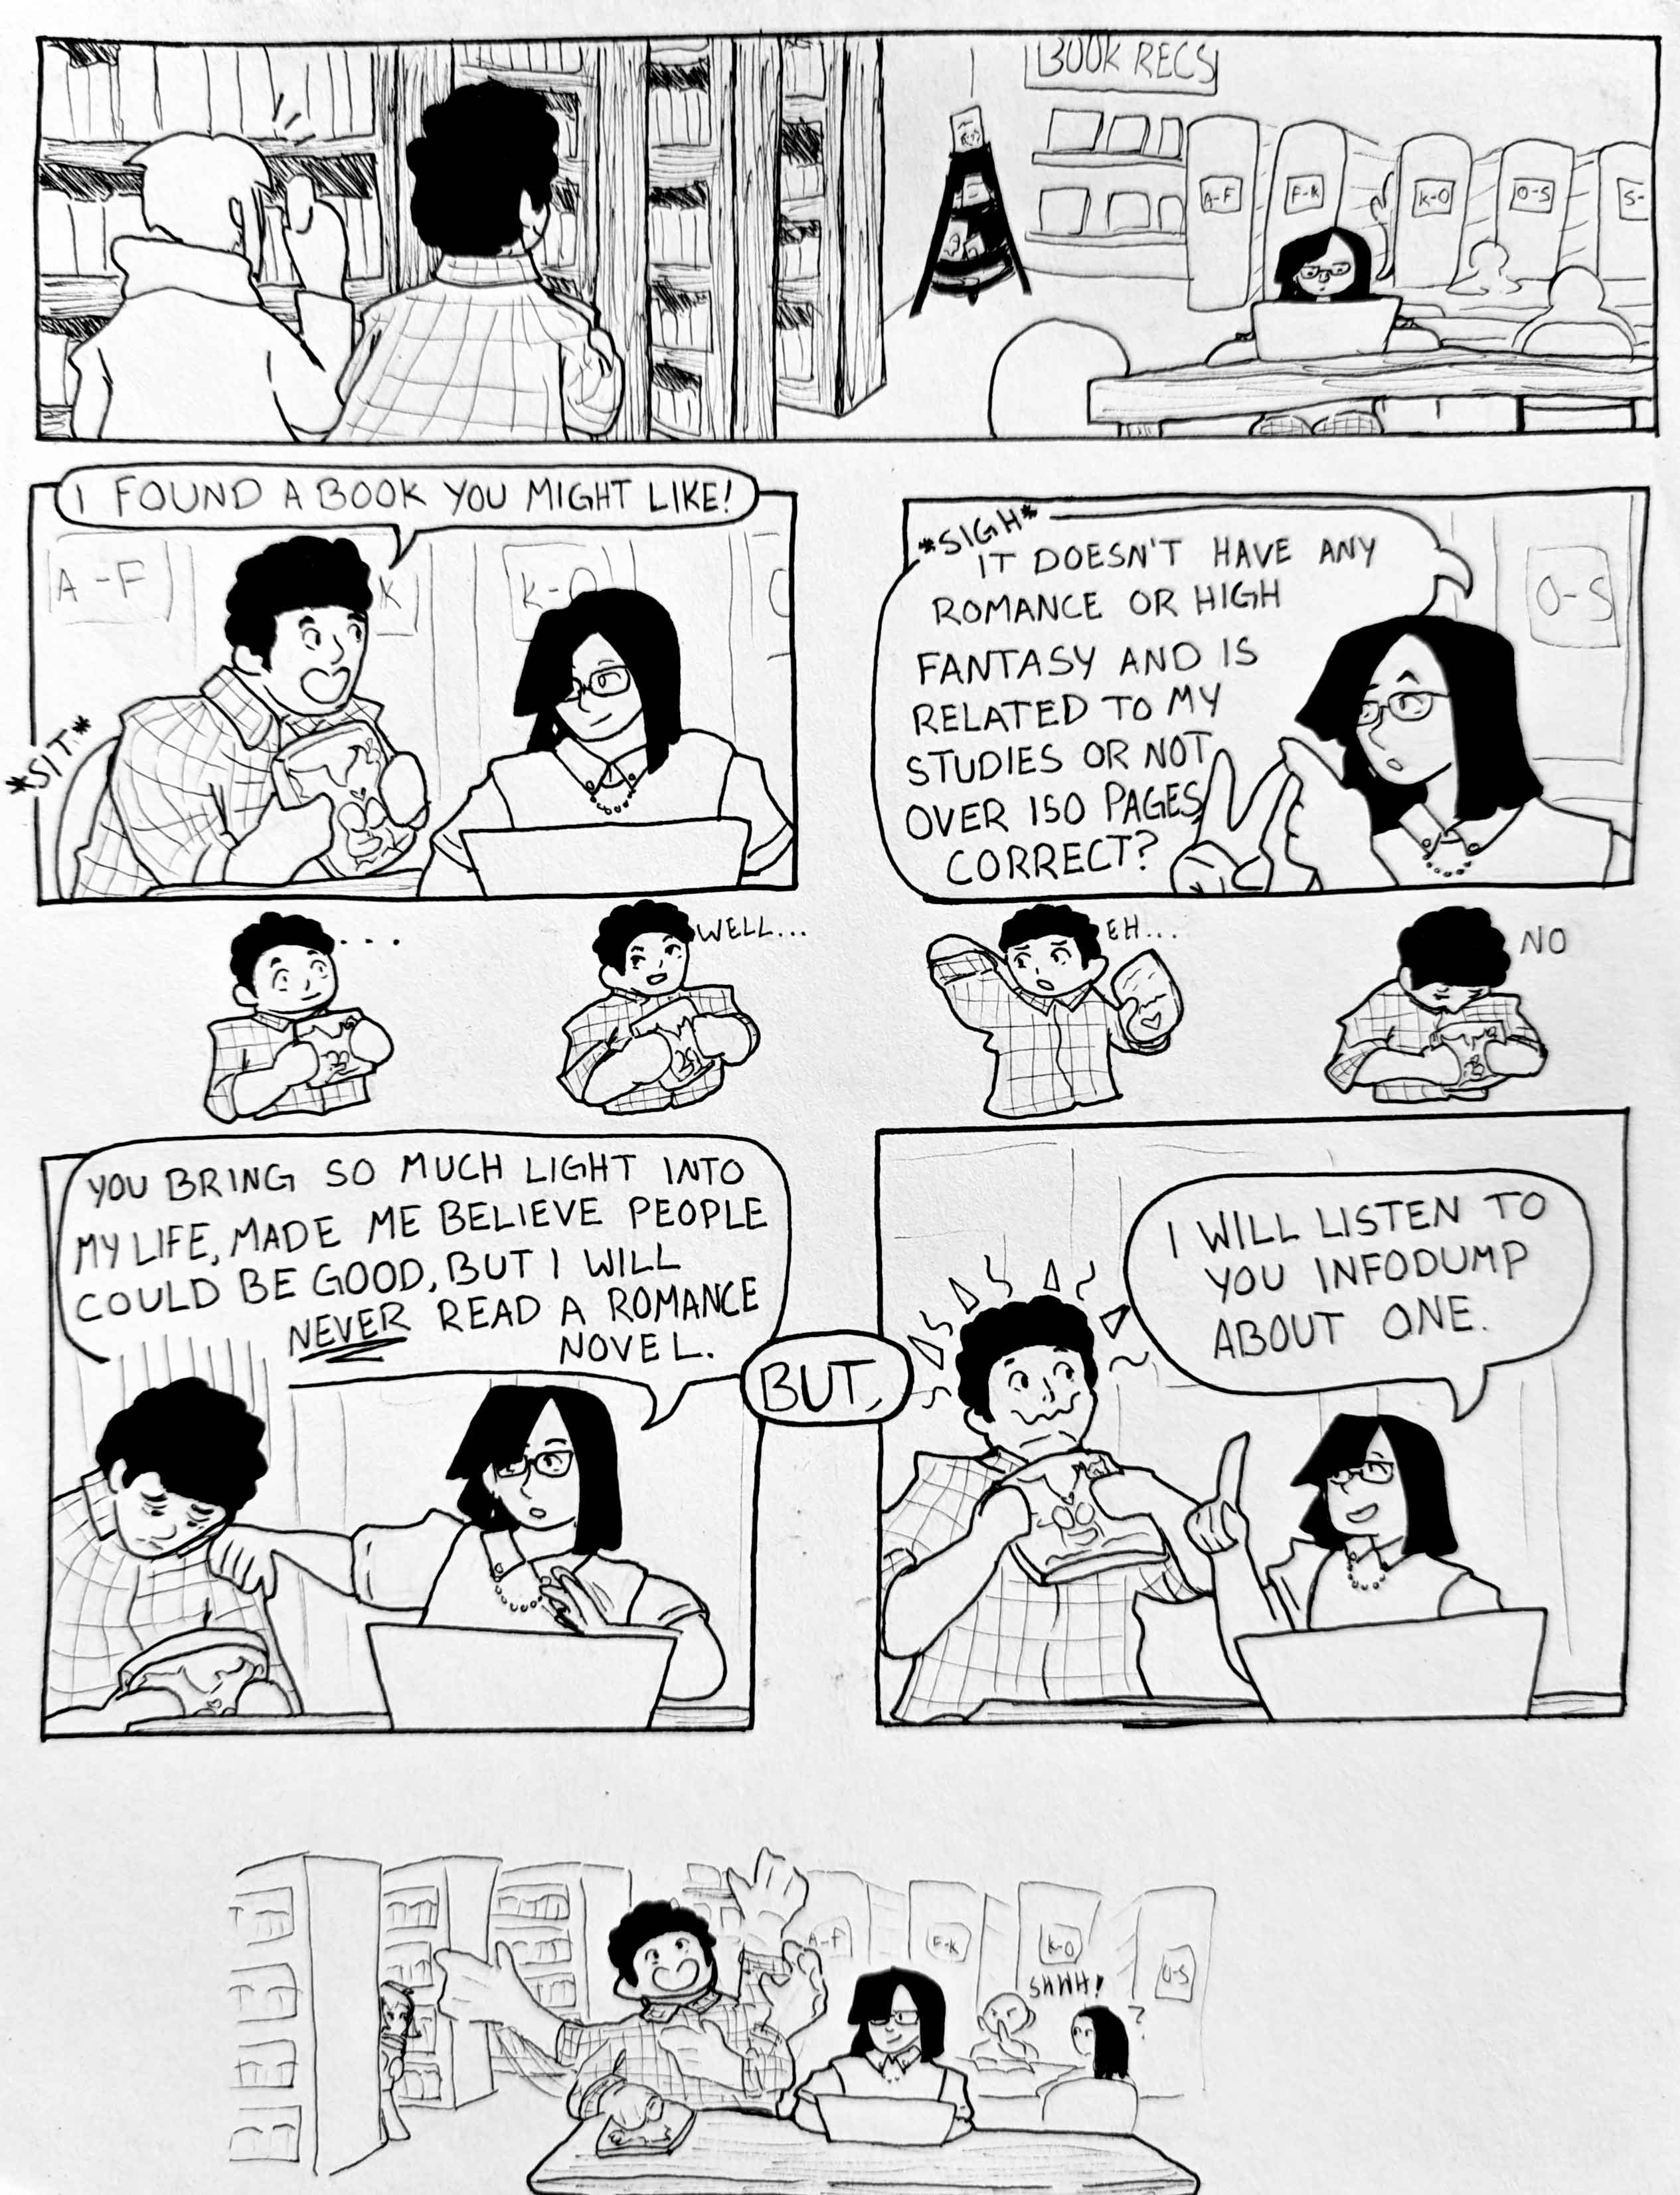 BOOK RECS
A-F
F-K
K-O
O-S
S-
I FOUND A BOOK YOU MIGHT LIKE!
A-F
K
K-O
*SIT*
*SIGH*
IT DOESN'T HAVE ANY
ROMANCE OR HIGH
FANTASY AND IS
RELATED TO MY
STUDIES OR NOT
OVER 150 PAGES,
CORRECT?
O-S
...
WELL...
EH...
NO
YOU BRING SO MUCH LIGHT INTO
MY LIFE, MADE ME BELIEVE PEOPLE
COULD BE GOOD, BUT I WILL
NEVER READ A ROMANCE
NOVEL.
BUT,
I WILL LISTEN TO
YOU INFODUMP
ABOUT ONE.
A-F
F-K
K-O
O-S
SHHH!
?